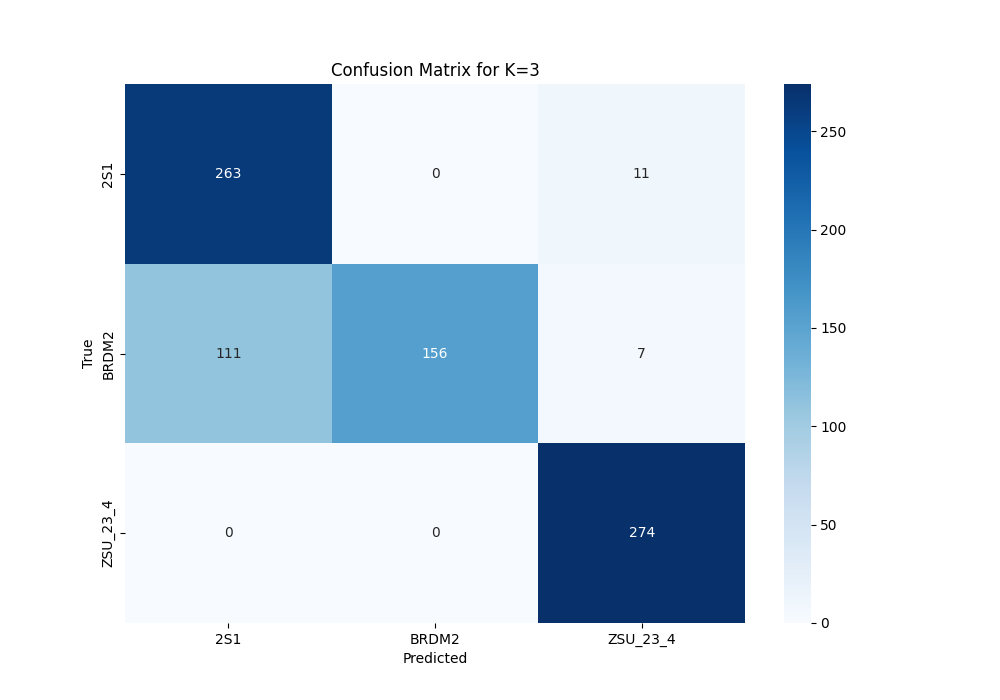 Confusion Matrix for K=3
2S1
263
0
11
BRDM2
111
156
7
ZSU_23_4
0
0
274
True
2S1
BRDM2
ZSU_23_4
Predicted
250
200
150
100
50
0